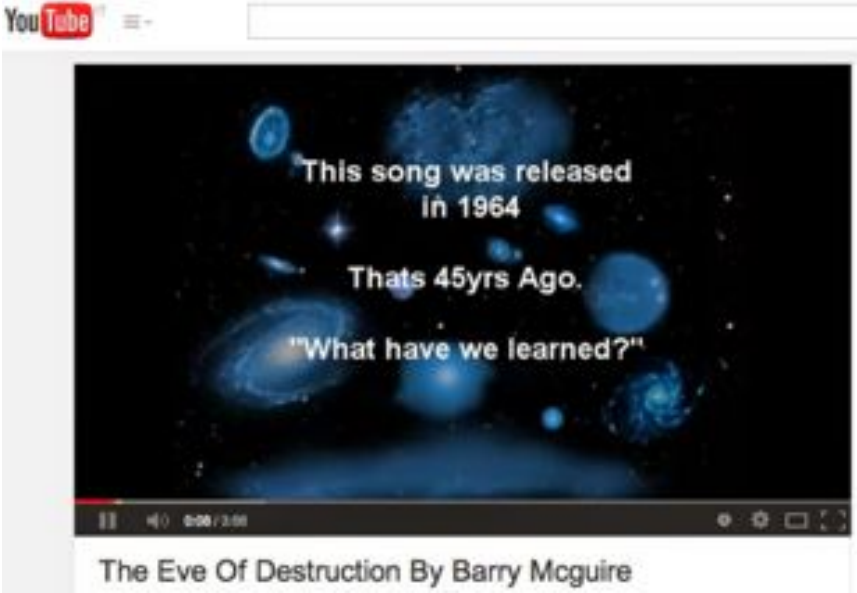 YouTube
This song was released
in 1964
Thats 45yrs Ago.
"What have we learned?"
0:08 / 3:66
The Eve Of Destruction By Barry Mcguire